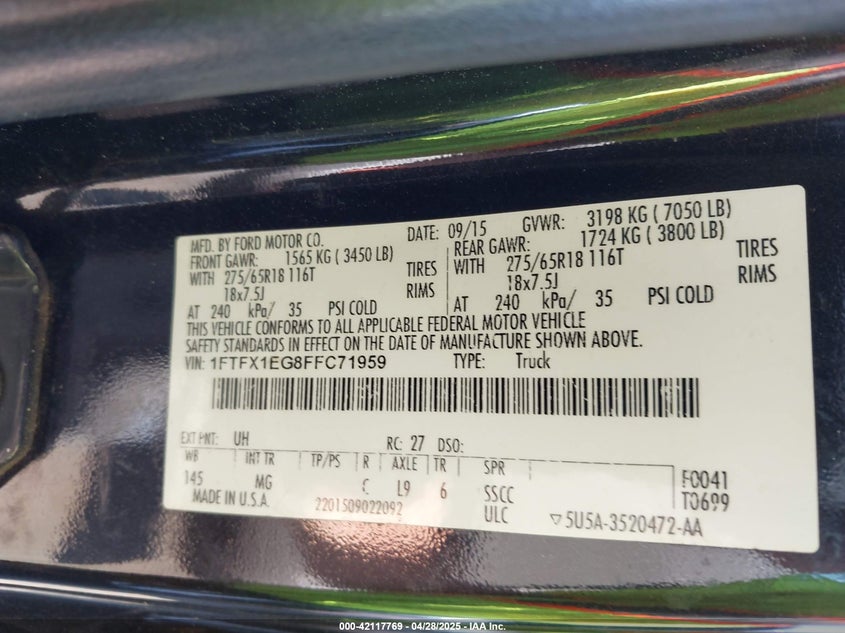 MFD. BY FORD MOTOR CO. DATE: 09/15 GVWR: 3198 KG ( 7050 LB)
FRONT GAWR: 1565 KG ( 3450 LB) REAR GAWR: 1724 KG ( 3800 LB)
WITH 275/65R18 116T TIRES WITH 275/65R18 116T TIRES
18x7.5J RIMS 18x7.5J RIMS
AT 240 kPa/ 35 PSI COLD AT 240 kPa/ 35 PSI COLD
THIS VEHICLE CONFORMS TO ALL APPLICABLE FEDERAL MOTOR VEHICLE
SAFETY STANDARDS IN EFFECT ON THE DATE OF MANUFACTURE SHOWN ABOVE.
VIN: 1FTFX1EG8FFC71959 TYPE: Truck
EXT PNT: UH RC: 27 DSO:
WB INT TR TP/PS R AXLE TR SPR
145 MG C L9 6 SSCC F0041
MADE IN U.S.A. 2201509022092 ULC T0699
▽5U5A-3520472-AA
000-42117769 - 04/28/2025 - IAA Inc.